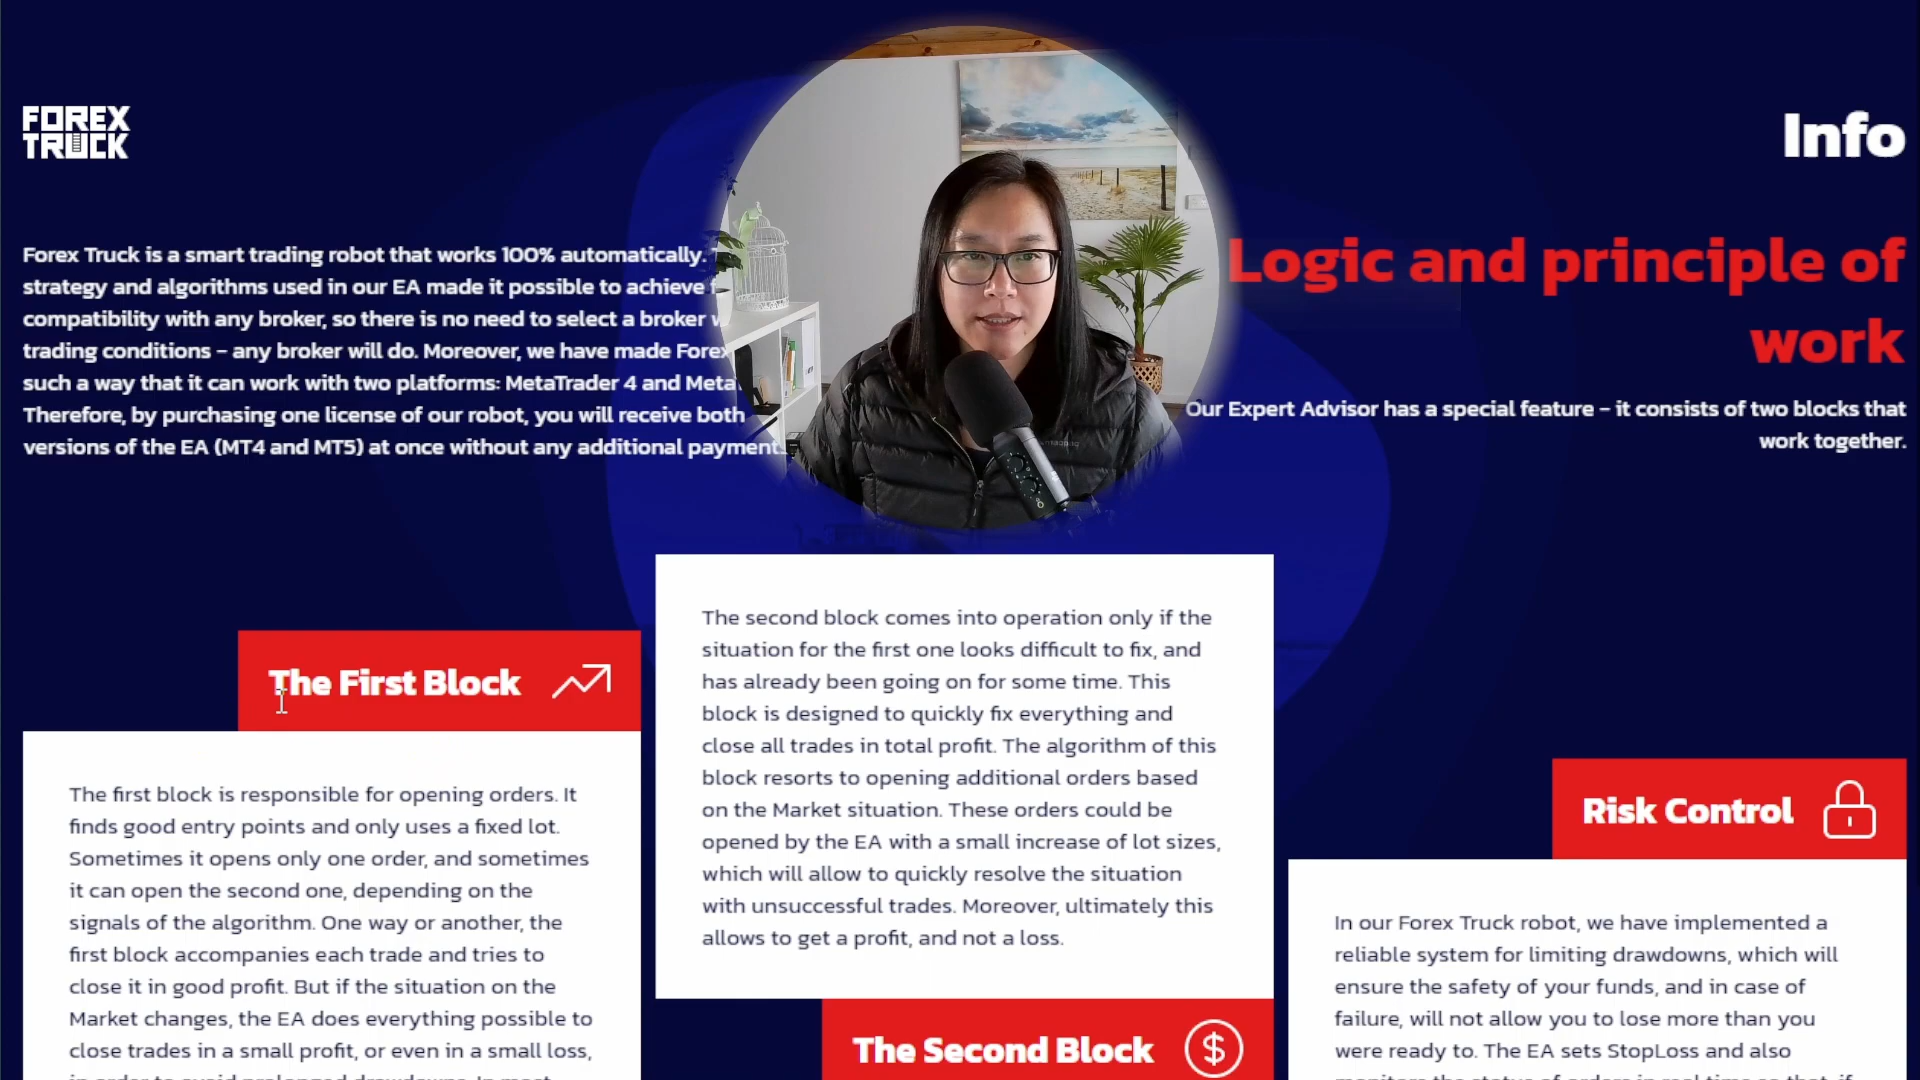 FOREX
TRUCK
Info
Forex Truck is a smart trading robot that works 100% automatically.
strategy and algorithms used in our EA made it possible to achieve
compatibility with any broker, so there is no need to select a broker
trading conditions – any broker will do. Moreover, we have made Forex
such a way that it can work with two platforms: MetaTrader 4 and Meta
Therefore, by purchasing one license of our robot, you will receive both
versions of the EA (MT4 and MT5) at once without any additional payment.
Logic and principle of
work
Our Expert Advisor has a special feature – it consists of two blocks that
work together.
The First Block
The first block is responsible for opening orders. It
finds good entry points and only uses a fixed lot.
Sometimes it opens only one order, and sometimes
it can open the second one, depending on the
signals of the algorithm. One way or another, the
first block accompanies each trade and tries to
close it in good profit. But if the situation on the
Market changes, the EA does everything possible to
close trades in a small profit, or even in a small loss,
The second block comes into operation only if the
situation for the first one looks difficult to fix, and
has already been going on for some time. This
block is designed to quickly fix everything and
close all trades in total profit. The algorithm of this
block resorts to opening additional orders based
on the Market situation. These orders could be
opened by the EA with a small increase of lot sizes,
which will allow to quickly resolve the situation
with unsuccessful trades. Moreover, ultimately this
allows to get a profit, and not a loss.
The Second Block
Risk Control
In our Forex Truck robot, we have implemented a
reliable system for limiting drawdowns, which will
ensure the safety of your funds, and in case of
failure, will not allow you to lose more than you
were ready to. The EA sets StopLoss and also